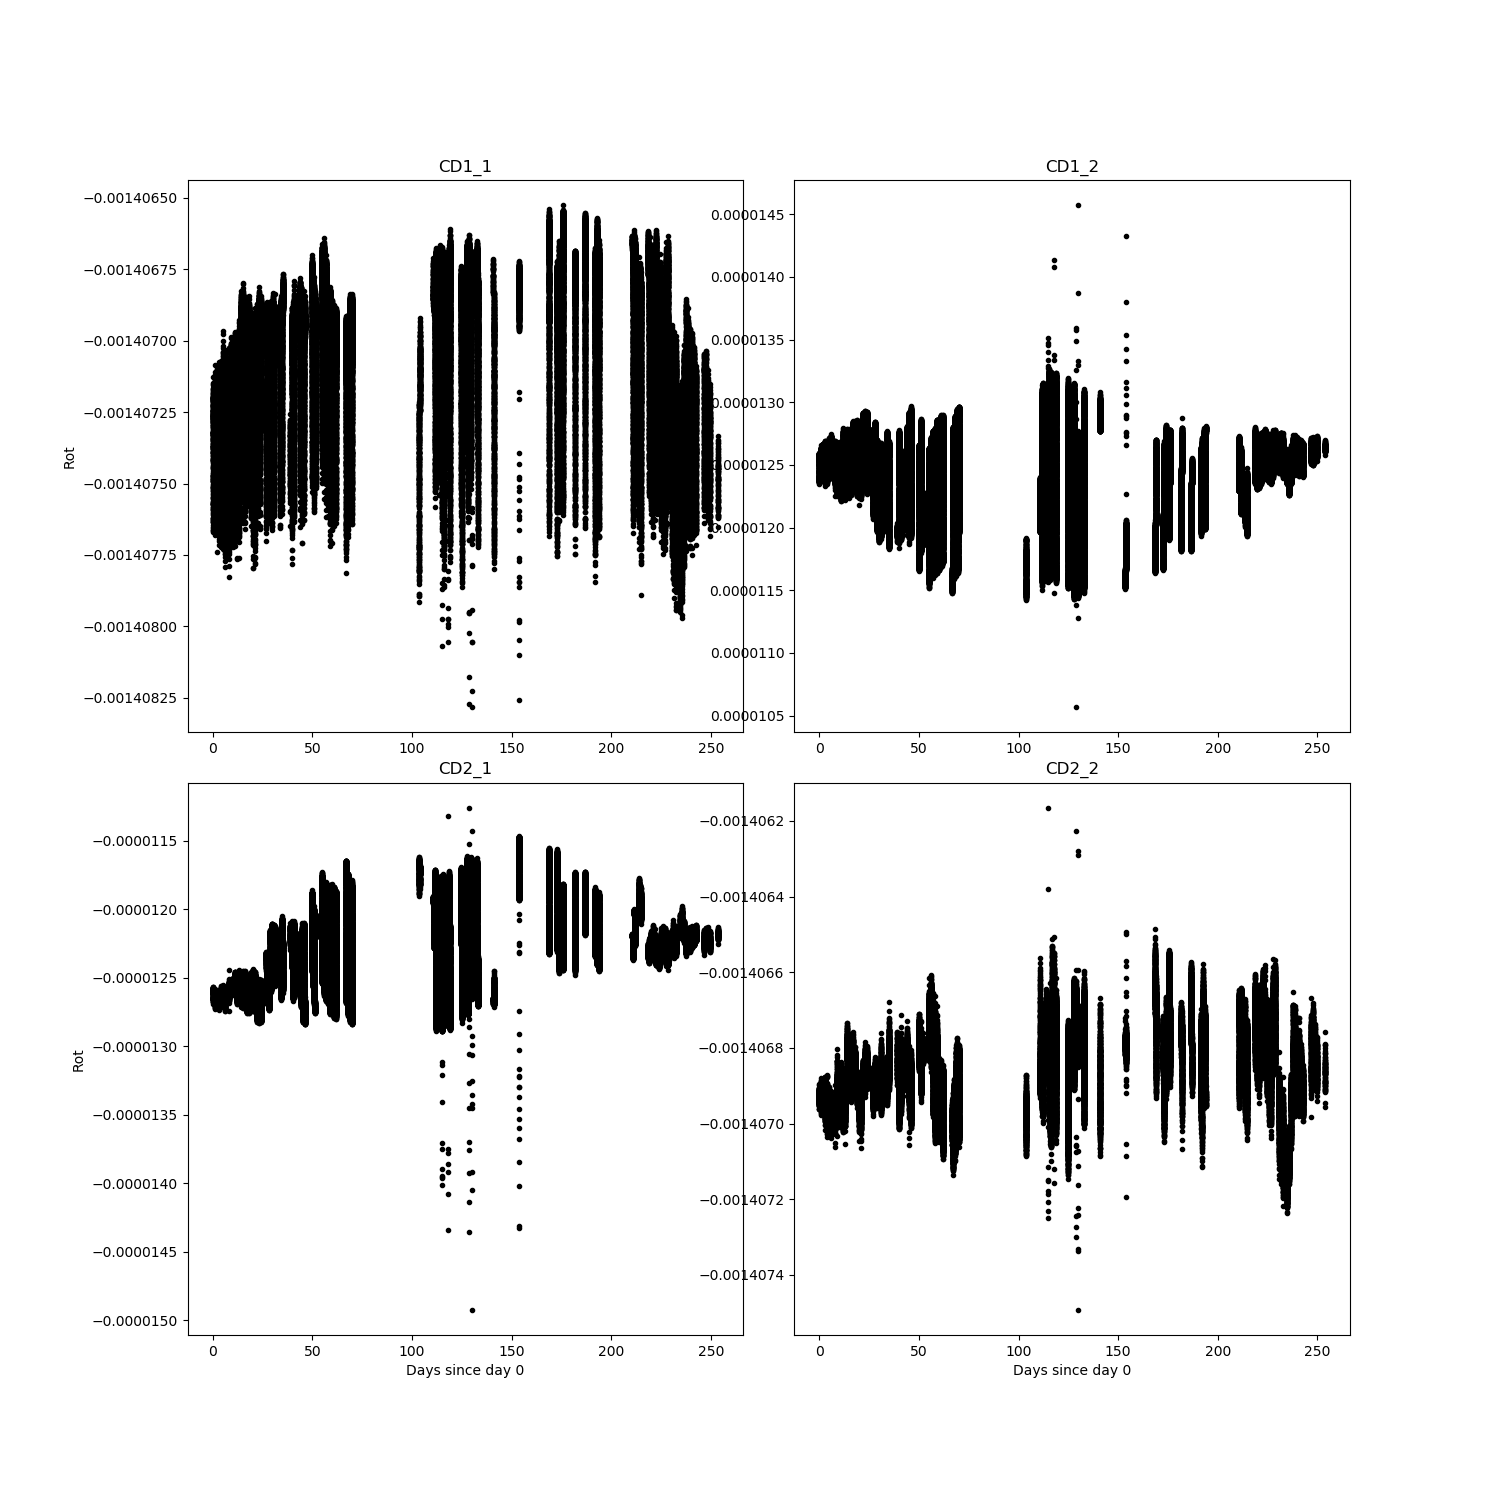 CD1_1
CD1_2
−0.00140650
−0.00140675
−0.00140700
−0.00140725
−0.00140750
−0.00140775
−0.00140800
−0.00140825
Rot
0 50 100 150 200 250
0.0000145
0.0000140
0.0000135
0.0000130
0.0000125
0.0000120
0.0000115
0.0000110
0.0000105
0 50 100 150 200 250
CD2_1
CD2_2
−0.0000115
−0.0000120
−0.0000125
−0.0000130
−0.0000135
−0.0000140
−0.0000145
−0.0000150
Rot
0 50 100 150 200 250
Days since day 0
−0.0014062
−0.0014064
−0.0014066
−0.0014068
−0.0014070
−0.0014072
−0.0014074
0 50 100 150 200 250
Days since day 0